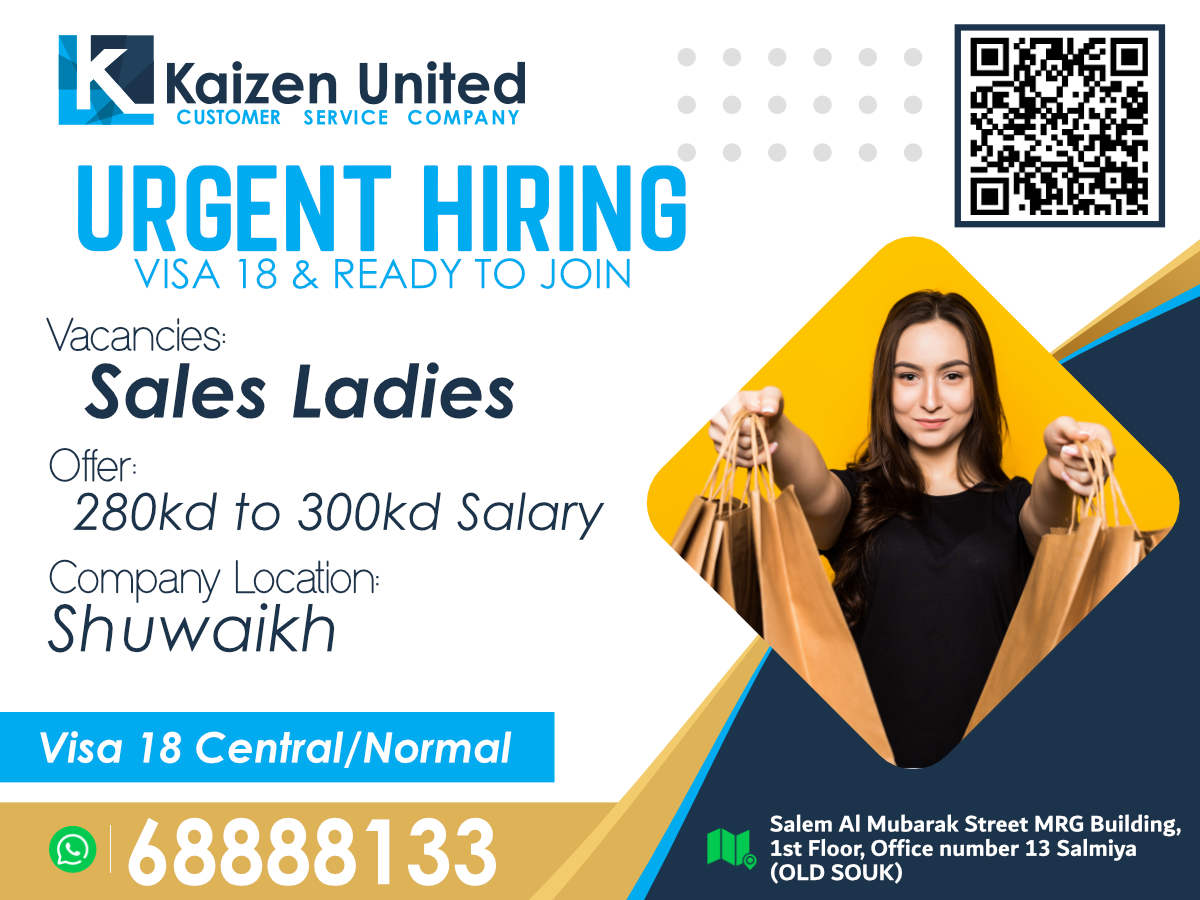 Kaizen United
CUSTOMER SERVICE COMPANY
URGENT HIRING
VISA 18 & READY TO JOIN
Vacancies:
Sales Ladies
Offer:
280kd to 300kd Salary
Company Location:
Shuwaikh
Visa 18 Central/Normal
68888133
Salem Al Mubarak Street MRG Building,
1st Floor, Office number 13 Salmiya
(OLD SOUK)